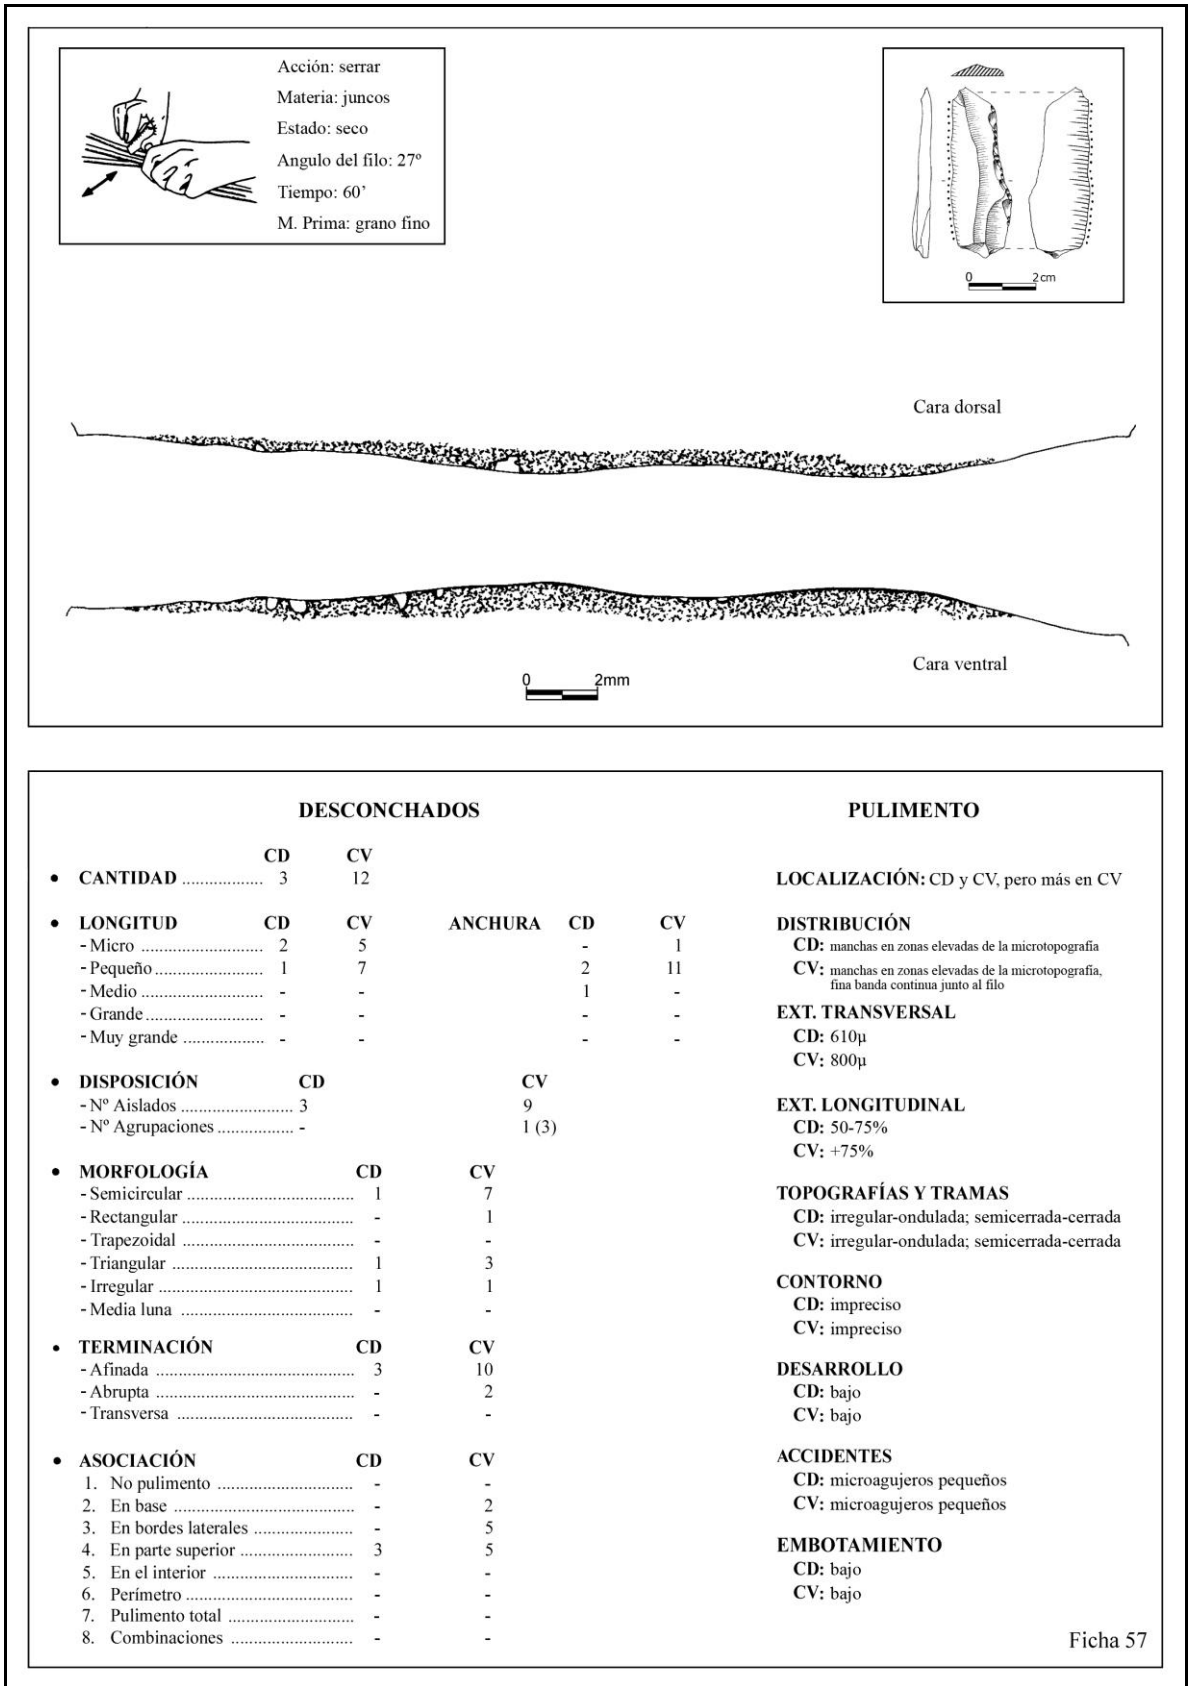 Acción: serrar
Materia: juncos
Estado: seco
Angulo del filo: 27º
Tiempo: 60’
M. Prima: grano fino
0 2cm
Cara dorsal
Cara ventral
0 2mm
DESCONCHADOS
CD CV
• CANTIDAD .................. 3 12
• LONGITUD CD CV ANCHURA CD CV
- Micro ........................... 2 5 - 1
- Pequeño ........................ 1 7 2 11
- Medio ........................... - - 1 -
- Grande .......................... - - - -
- Muy grande .................. - - - -
• DISPOSICIÓN CD CV
- Nº Aislados ......................... 3 9
- Nº Agrupaciones ................. - 1 (3)
• MORFOLOGÍA CD CV
- Semicircular ..................................... 1 7
- Rectangular ...................................... - 1
- Trapezoidal ...................................... - -
- Triangular ........................................ 1 3
- Irregular ........................................... 1 1
- Media luna ...................................... - -
• TERMINACIÓN CD CV
- Afinada ............................................ 3 10
- Abrupta ............................................ - 2
- Transversa ....................................... - -
• ASOCIACIÓN CD CV
1. No pulimento .............................. - -
2. En base ........................................ - 2
3. En bordes laterales ...................... - 5
4. En parte superior ......................... 3 5
5. En el interior ............................... - -
6. Perímetro ..................................... - -
7. Pulimento total ............................ - -
8. Combinaciones ........................... - -
PULIMENTO
LOCALIZACIÓN: CD y CV, pero más en CV
DISTRIBUCIÓN
CD: manchas en zonas elevadas de la microtopografía
CV: manchas en zonas elevadas de la microtopografía,
fina banda continua junto al filo
EXT. TRANSVERSAL
CD: 610µ
CV: 800µ
EXT. LONGITUDINAL
CD: 50-75%
CV: +75%
TOPOGRAFÍAS Y TRAMAS
CD: irregular-ondulada; semicerrada-cerrada
CV: irregular-ondulada; semicerrada-cerrada
CONTORNO
CD: impreciso
CV: impreciso
DESARROLLO
CD: bajo
CV: bajo
ACCIDENTES
CD: microagujeros pequeños
CV: microagujeros pequeños
EMBOTAMIENTO
CD: bajo
CV: bajo
Ficha 57